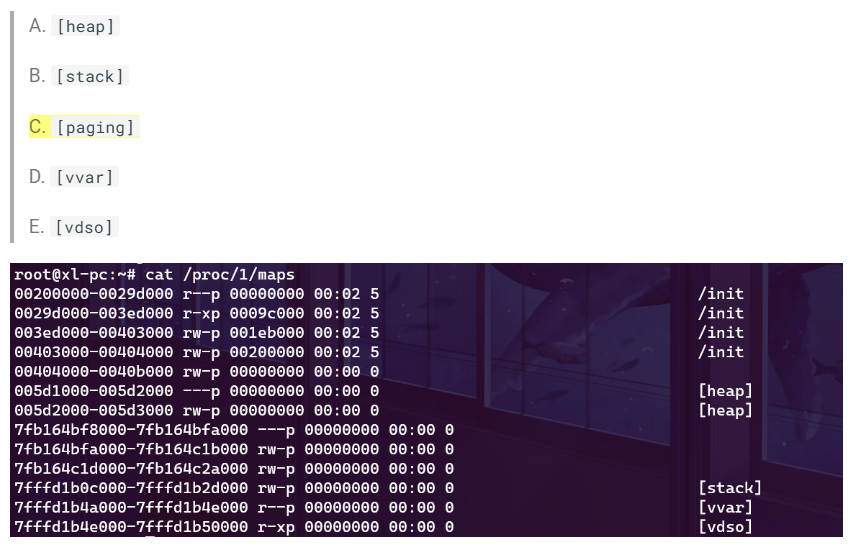 A. [heap]
B. [stack]
C. [paging]
D. [vvar]
E. [vdso]
root@xl-pc:~# cat /proc/1/maps
00200000-0029d000 r--p 00000000 00:02 5 /init
0029d000-003ed000 r-xp 0009c000 00:02 5 /init
003ed000-00403000 rw-p 001eb000 00:02 5 /init
00403000-00404000 rw-p 00200000 00:02 5 /init
00404000-0040b000 rw-p 00000000 00:00 0
005d1000-005d2000 ---p 00000000 00:00 0 [heap]
005d2000-005d3000 rw-p 00000000 00:00 0 [heap]
7fb164bf8000-7fb164bfa000 ---p 00000000 00:00 0
7fb164bfa000-7fb164c1b000 rw-p 00000000 00:00 0
7fb164c1d000-7fb164c2a000 rw-p 00000000 00:00 0
7fffd1b0c000-7fffd1b2d000 rw-p 00000000 00:00 0 [stack]
7fffd1b4a000-7fffd1b4e000 r--p 00000000 00:00 0 [vvar]
7fffd1b4e000-7fffd1b50000 r-xp 00000000 00:00 0 [vdso]